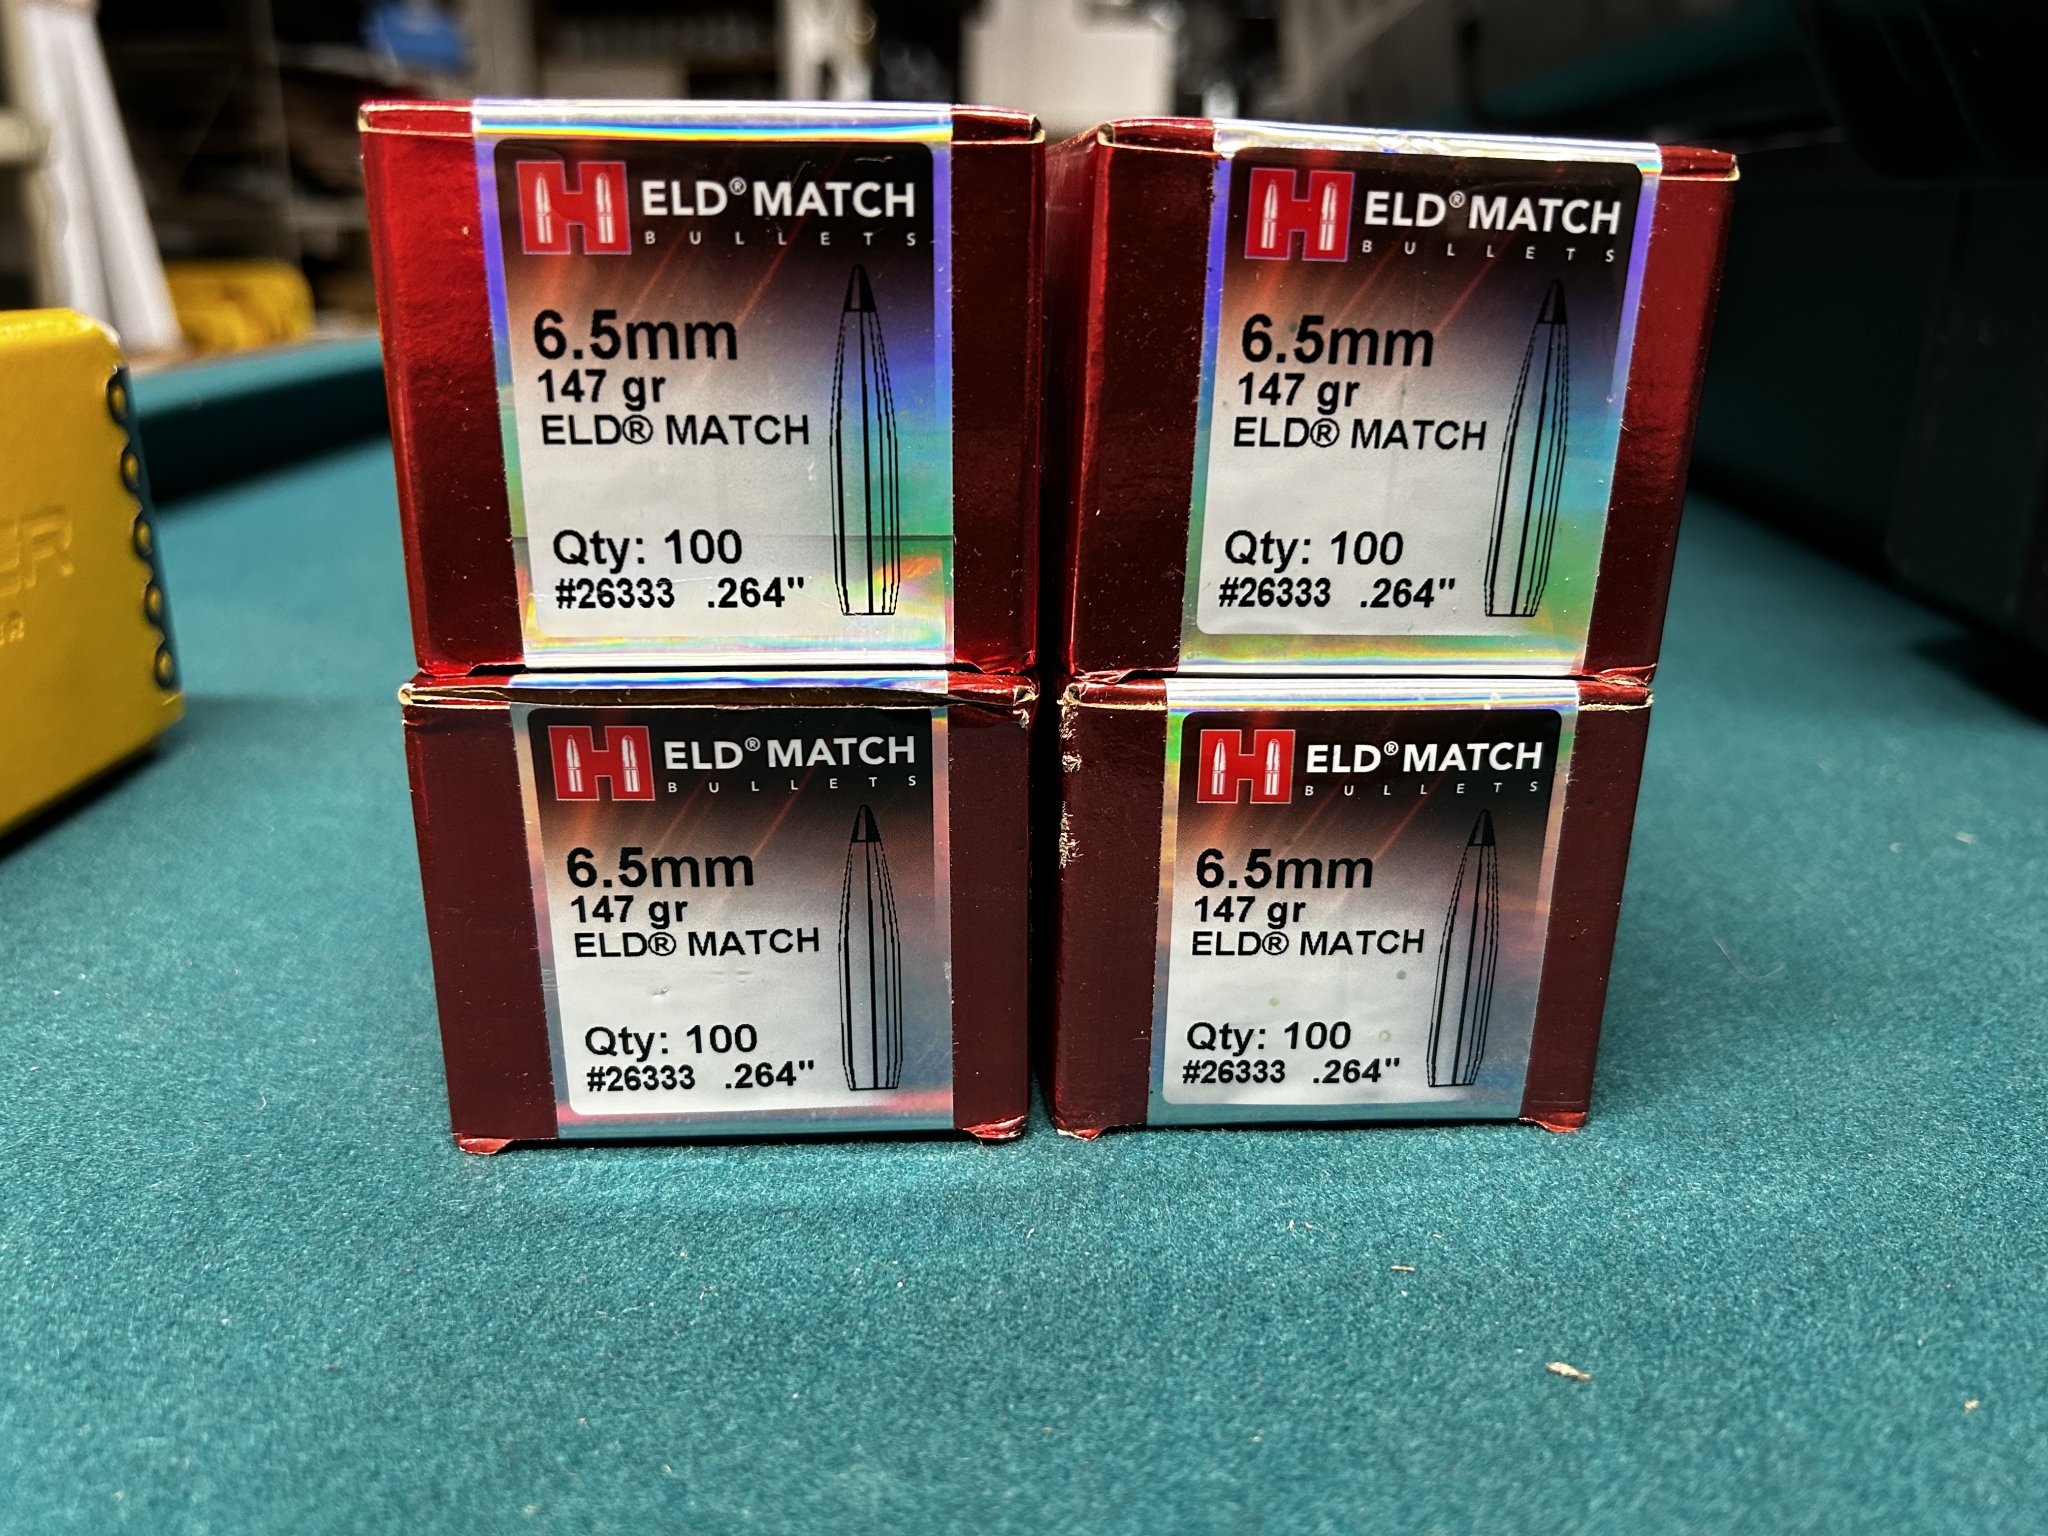 H ELD® MATCH
BULLETS
6.5mm
147 gr
ELD® MATCH
Qty: 100
#26333 .264"
H ELD® MATCH
BULLETS
6.5mm
147 gr
ELD® MATCH
Qty: 100
#26333 .264"
H ELD® MATCH
BULLETS
6.5mm
147 gr
ELD® MATCH
Qty: 100
#26333 .264"
H ELD® MATCH
BULLETS
6.5mm
147 gr
ELD® MATCH
Qty: 100
#26333 .264"